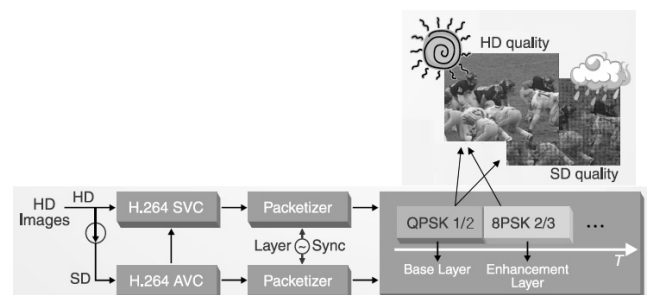 HD quality
SD quality
HD
HD
Images
H.264 SVC
Packetizer
QPSK 1/2
8PSK 2/3
...
Layer
~
Sync
T
SD
H.264 AVC
Packetizer
Base Layer
Enhancement
Layer